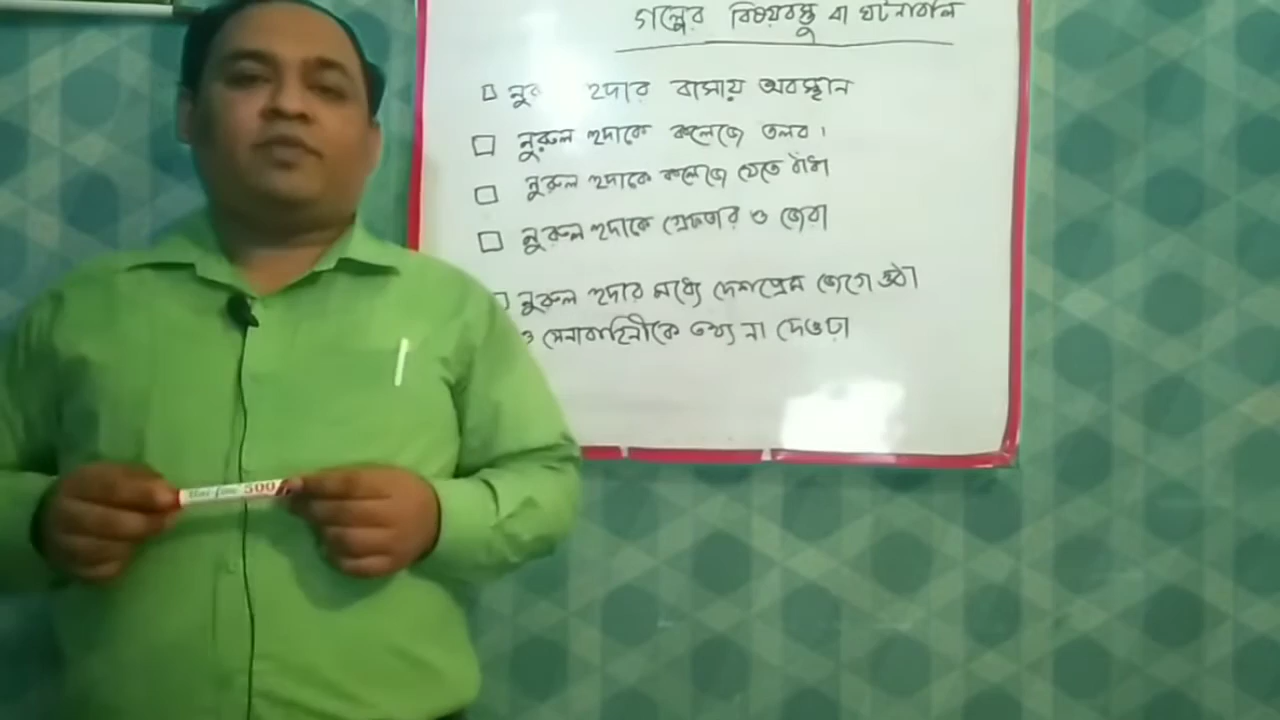 গল্পের বিষয়বস্তু বা ঘটনাবলি
নুরু হুদার বাসায় অবস্থান
নুরুল হুদাকে কলেজে তলব।
নুরুল হুদাকে কলেজে যেতে বাঁধা
নুরুল হুদাকে গ্রেফতার ও জেরা
নুরুল হুদার মধ্যে দেশপ্রেম জেগে ওঠা
ও সেনাবাহিনীকে তথ্য না দেওয়া
500